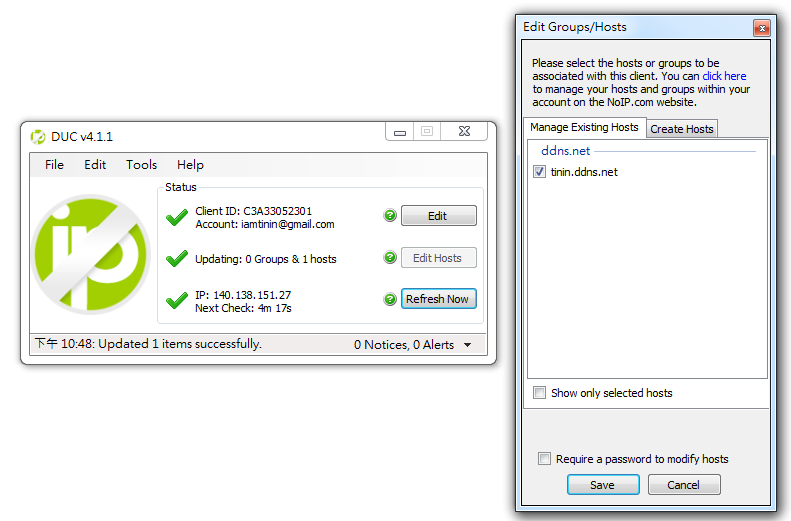 DUC v4.1.1
File Edit Tools Help
ip
Status
Client ID: C3A33052301
Account: iamtinin@gmail.com
? Edit
Updating: 0 Groups & 1 hosts
? Edit Hosts
IP: 140.138.151.27
Next Check: 4m 17s
? Refresh Now
下午 10:48: Updated 1 items successfully.
0 Notices, 0 Alerts
Edit Groups/Hosts
Please select the hosts or groups to be
associated with this client. You can click here
to manage your hosts and groups within your
account on the NoIP.com website.
Manage Existing Hosts Create Hosts
ddns.net
tinin.ddns.net
Show only selected hosts
Require a password to modify hosts
Save Cancel